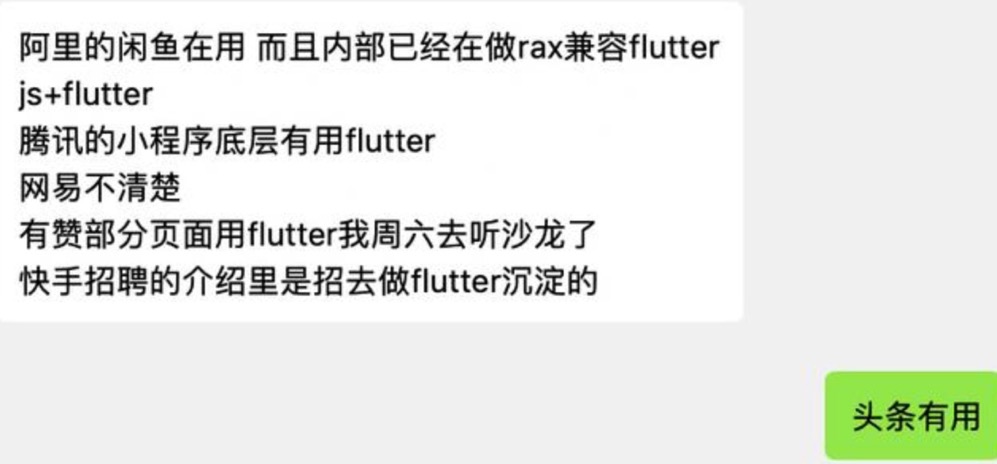 阿里的闲鱼在用 而且内部已经在做rax兼容flutter
js+flutter
腾讯的小程序底层有用flutter
网易不清楚
有赞部分页面用flutter我周六去听沙龙了
快手招聘的介绍里是招去做flutter沉淀的
头条有用